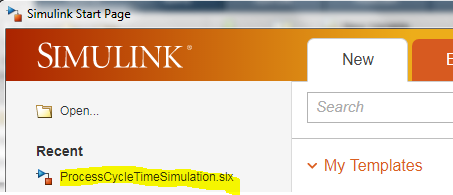 Simulink Start Page
SIMULINK®
New
Open...
Search
Recent
ProcessCycleTimeSimulation.slx
My Templates